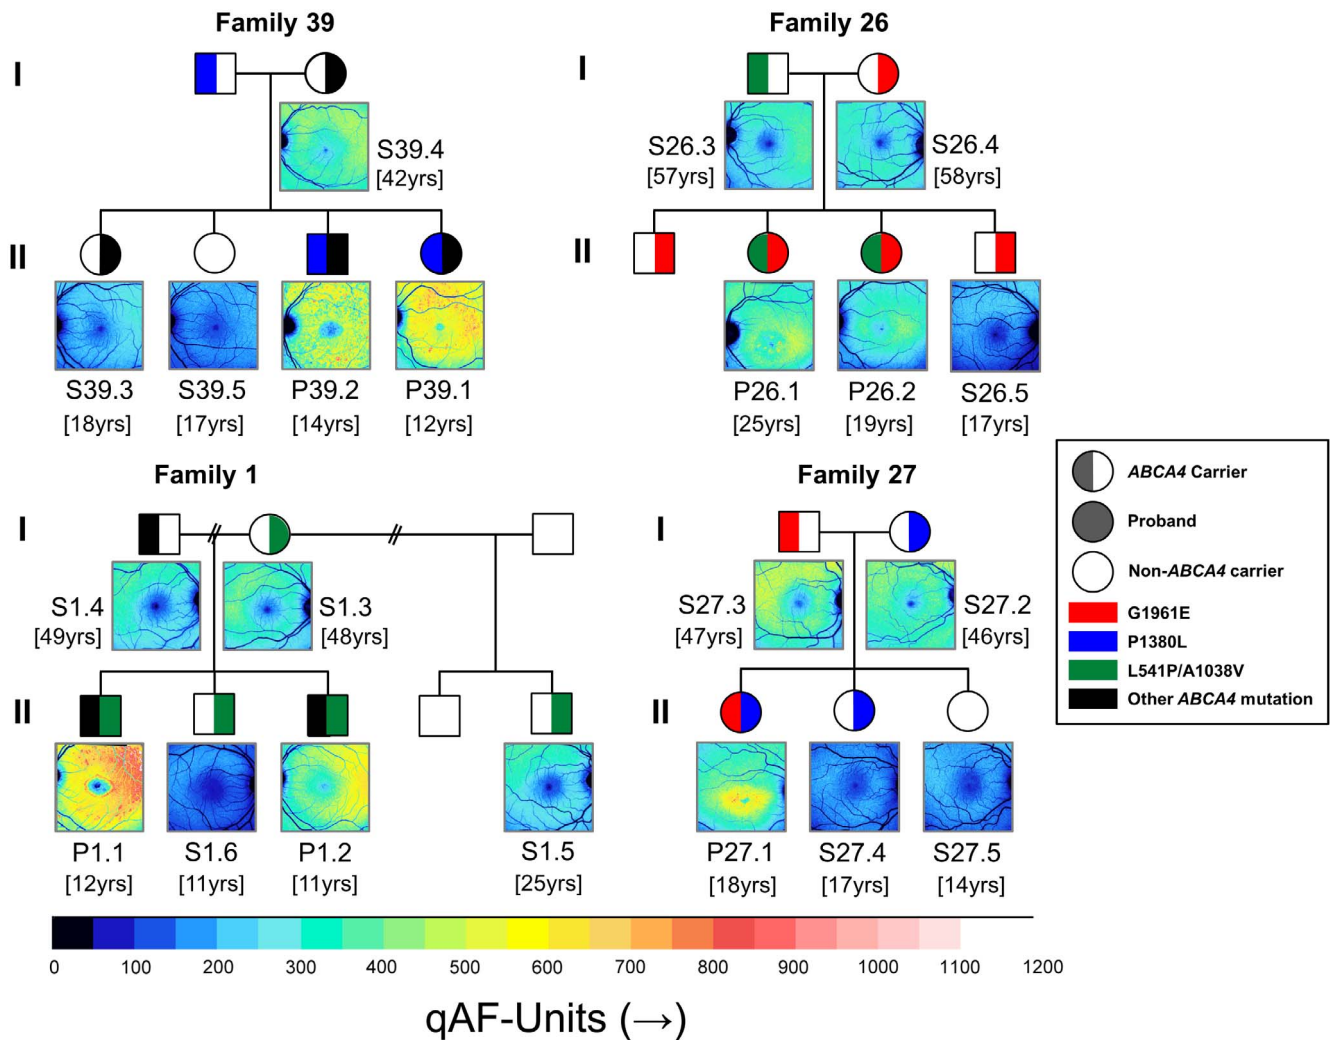 Family 39
I
S39.4
[42yrs]
II
S39.3
[18yrs]
S39.5
[17yrs]
P39.2
[14yrs]
P39.1
[12yrs]
Family 26
I
S26.3
[57yrs]
S26.4
[58yrs]
II
P26.1
[25yrs]
P26.2
[19yrs]
S26.5
[17yrs]
Family 1
I
S1.4
[49yrs]
S1.3
[48yrs]
II
P1.1
[12yrs]
S1.6
[11yrs]
P1.2
[11yrs]
S1.5
[25yrs]
Family 27
I
S27.3
[47yrs]
S27.2
[46yrs]
II
P27.1
[18yrs]
S27.4
[17yrs]
S27.5
[14yrs]
ABCA4 Carrier
Proband
Non-ABCA4 carrier
G1961E
P1380L
L541P/A1038V
Other ABCA4 mutation
0 100 200 300 400 500 600 700 800 900 1000 1100 1200
qAF-Units (→)